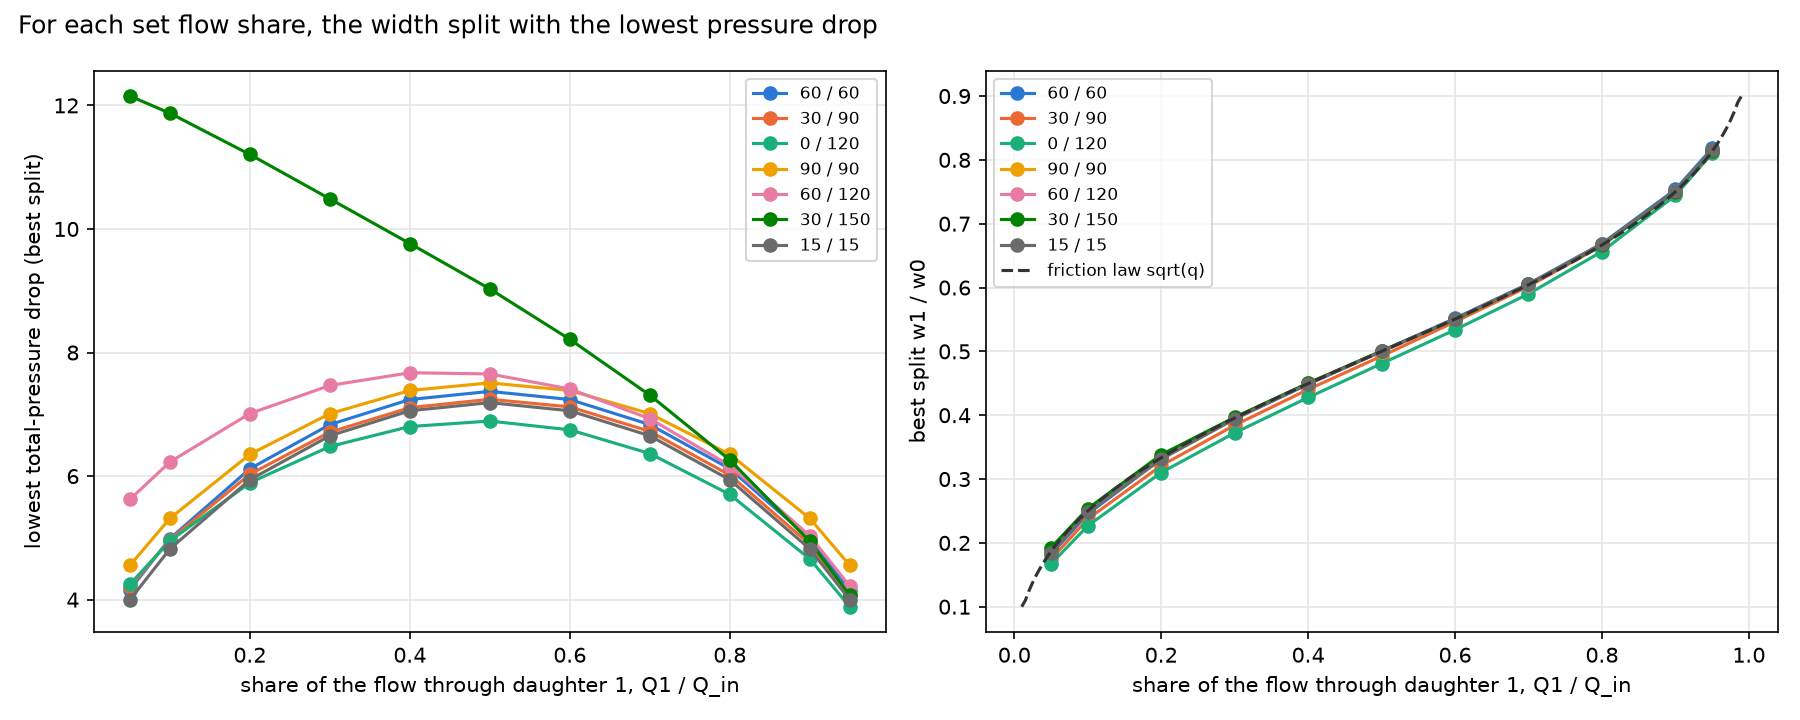 For each set flow share, the width split with the lowest pressure drop
lowest total-pressure drop (best split)
12
10
8
6
4
0.2
0.4
0.6
0.8
share of the flow through daughter 1, Q1 / Q_in
60 / 60
30 / 90
0 / 120
90 / 90
60 / 120
30 / 150
15 / 15
best split w1 / w0
0.9
0.8
0.7
0.6
0.5
0.4
0.3
0.2
0.1
0.0
0.2
0.4
0.6
0.8
1.0
share of the flow through daughter 1, Q1 / Q_in
60 / 60
30 / 90
0 / 120
90 / 90
60 / 120
30 / 150
15 / 15
friction law sqrt(q)